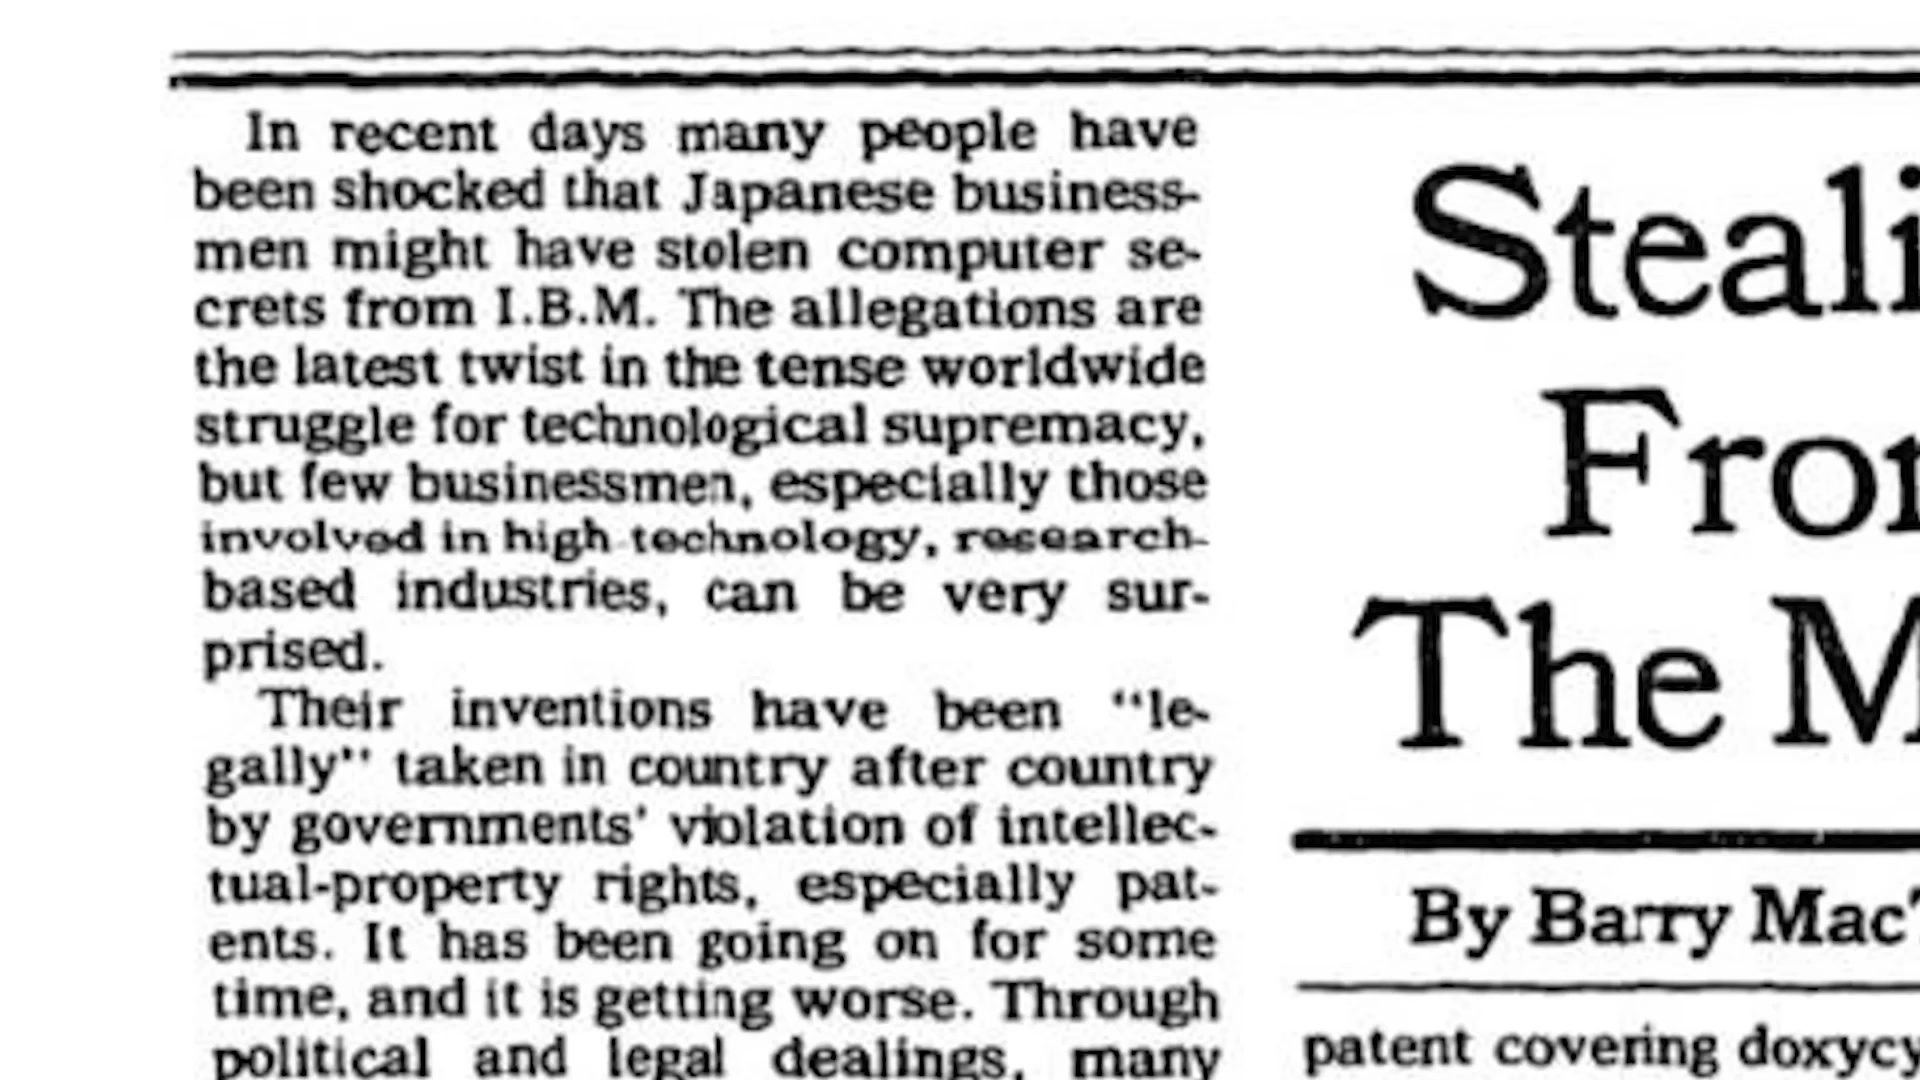 In recent days many people have
been shocked that Japanese business-
men might have stolen computer se-
crets from I.B.M. The allegations are
the latest twist in the tense worldwide
struggle for technological supremacy,
but few businessmen, especially those
involved in high technology, research-
based industries, can be very sur-
prised.
Their inventions have been “le-
gally” taken in country after country
by governments’ violation of intellec-
tual-property rights, especially pat-
ents. It has been going on for some
time, and it is getting worse. Through
political and legal dealings, many
Steali
Fro
The M
By Barry Mac
patent covering doxycy